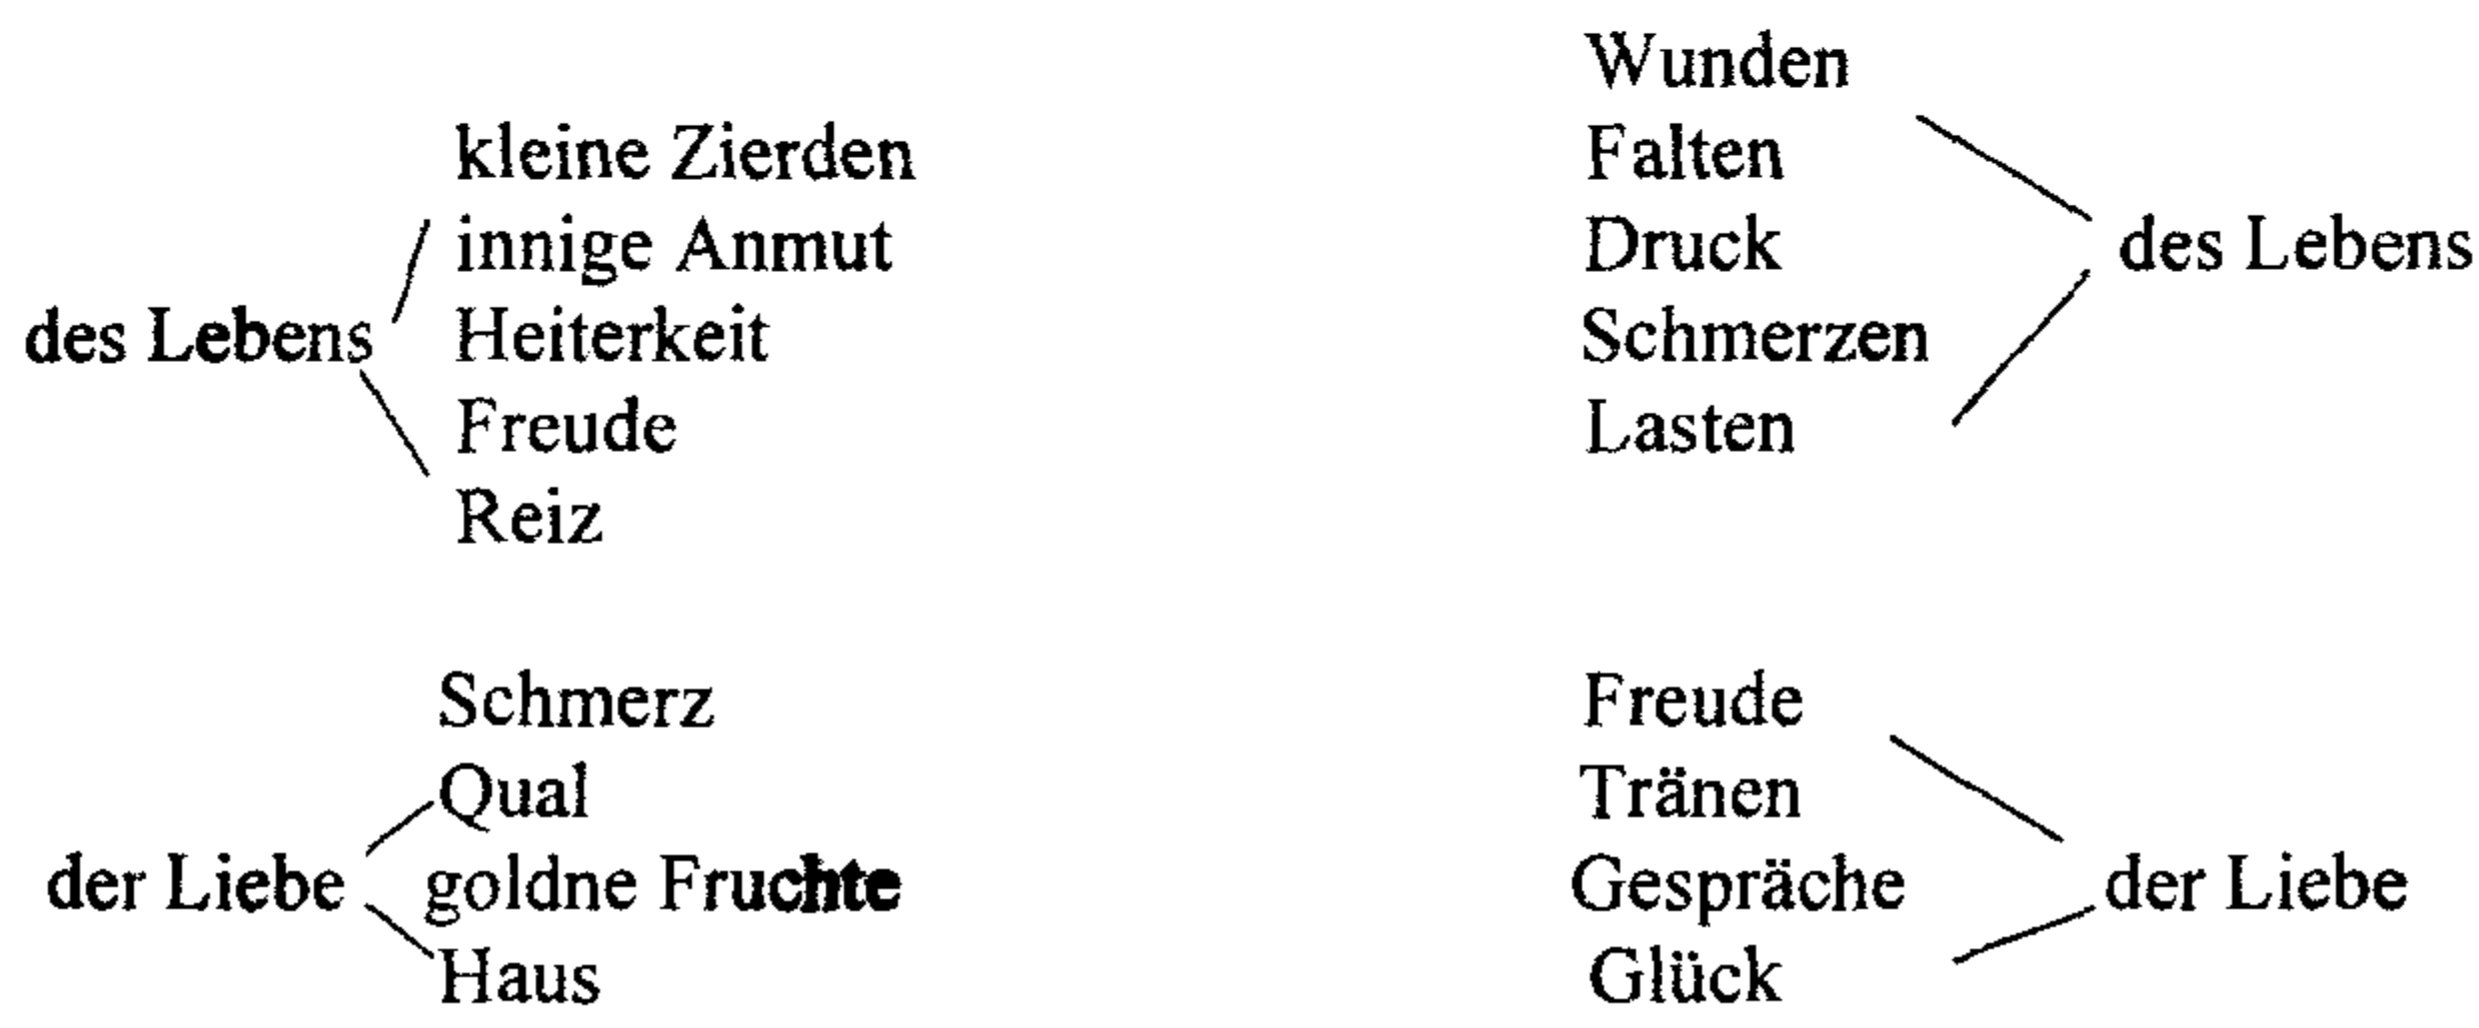 kleine Zierden
innige Anmut
des Lebens Heiterkeit
Freude
Reiz
Wunden
Falten
Druck des Lebens
Schmerzen
Lasten
Schmerz
Qual
der Liebe goldne Fruchte
Haus
Freude
Tränen
Gespräche der Liebe
Glück